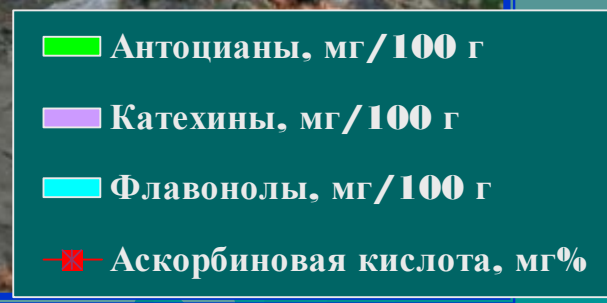 Антоцианы, мг/100 г
Катехины, мг/100 г
Флавонолы, мг/100 г
Аскорбиновая кислота, мг%